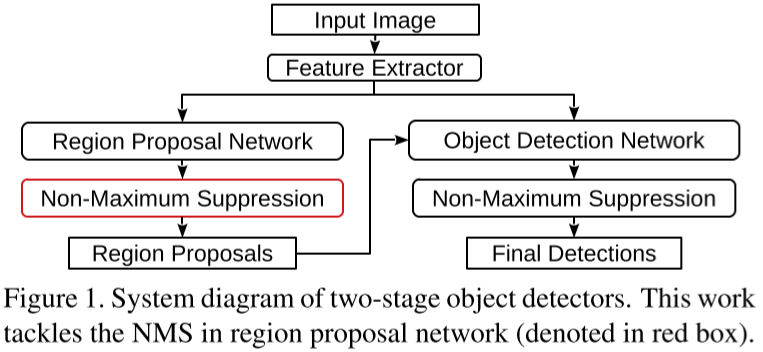 Input Image
Feature Extractor
Region Proposal Network
Object Detection Network
Non-Maximum Suppression
Non-Maximum Suppression
Region Proposals
Final Detections
Figure 1. System diagram of two-stage object detectors. This work
tackles the NMS in region proposal network (denoted in red box).